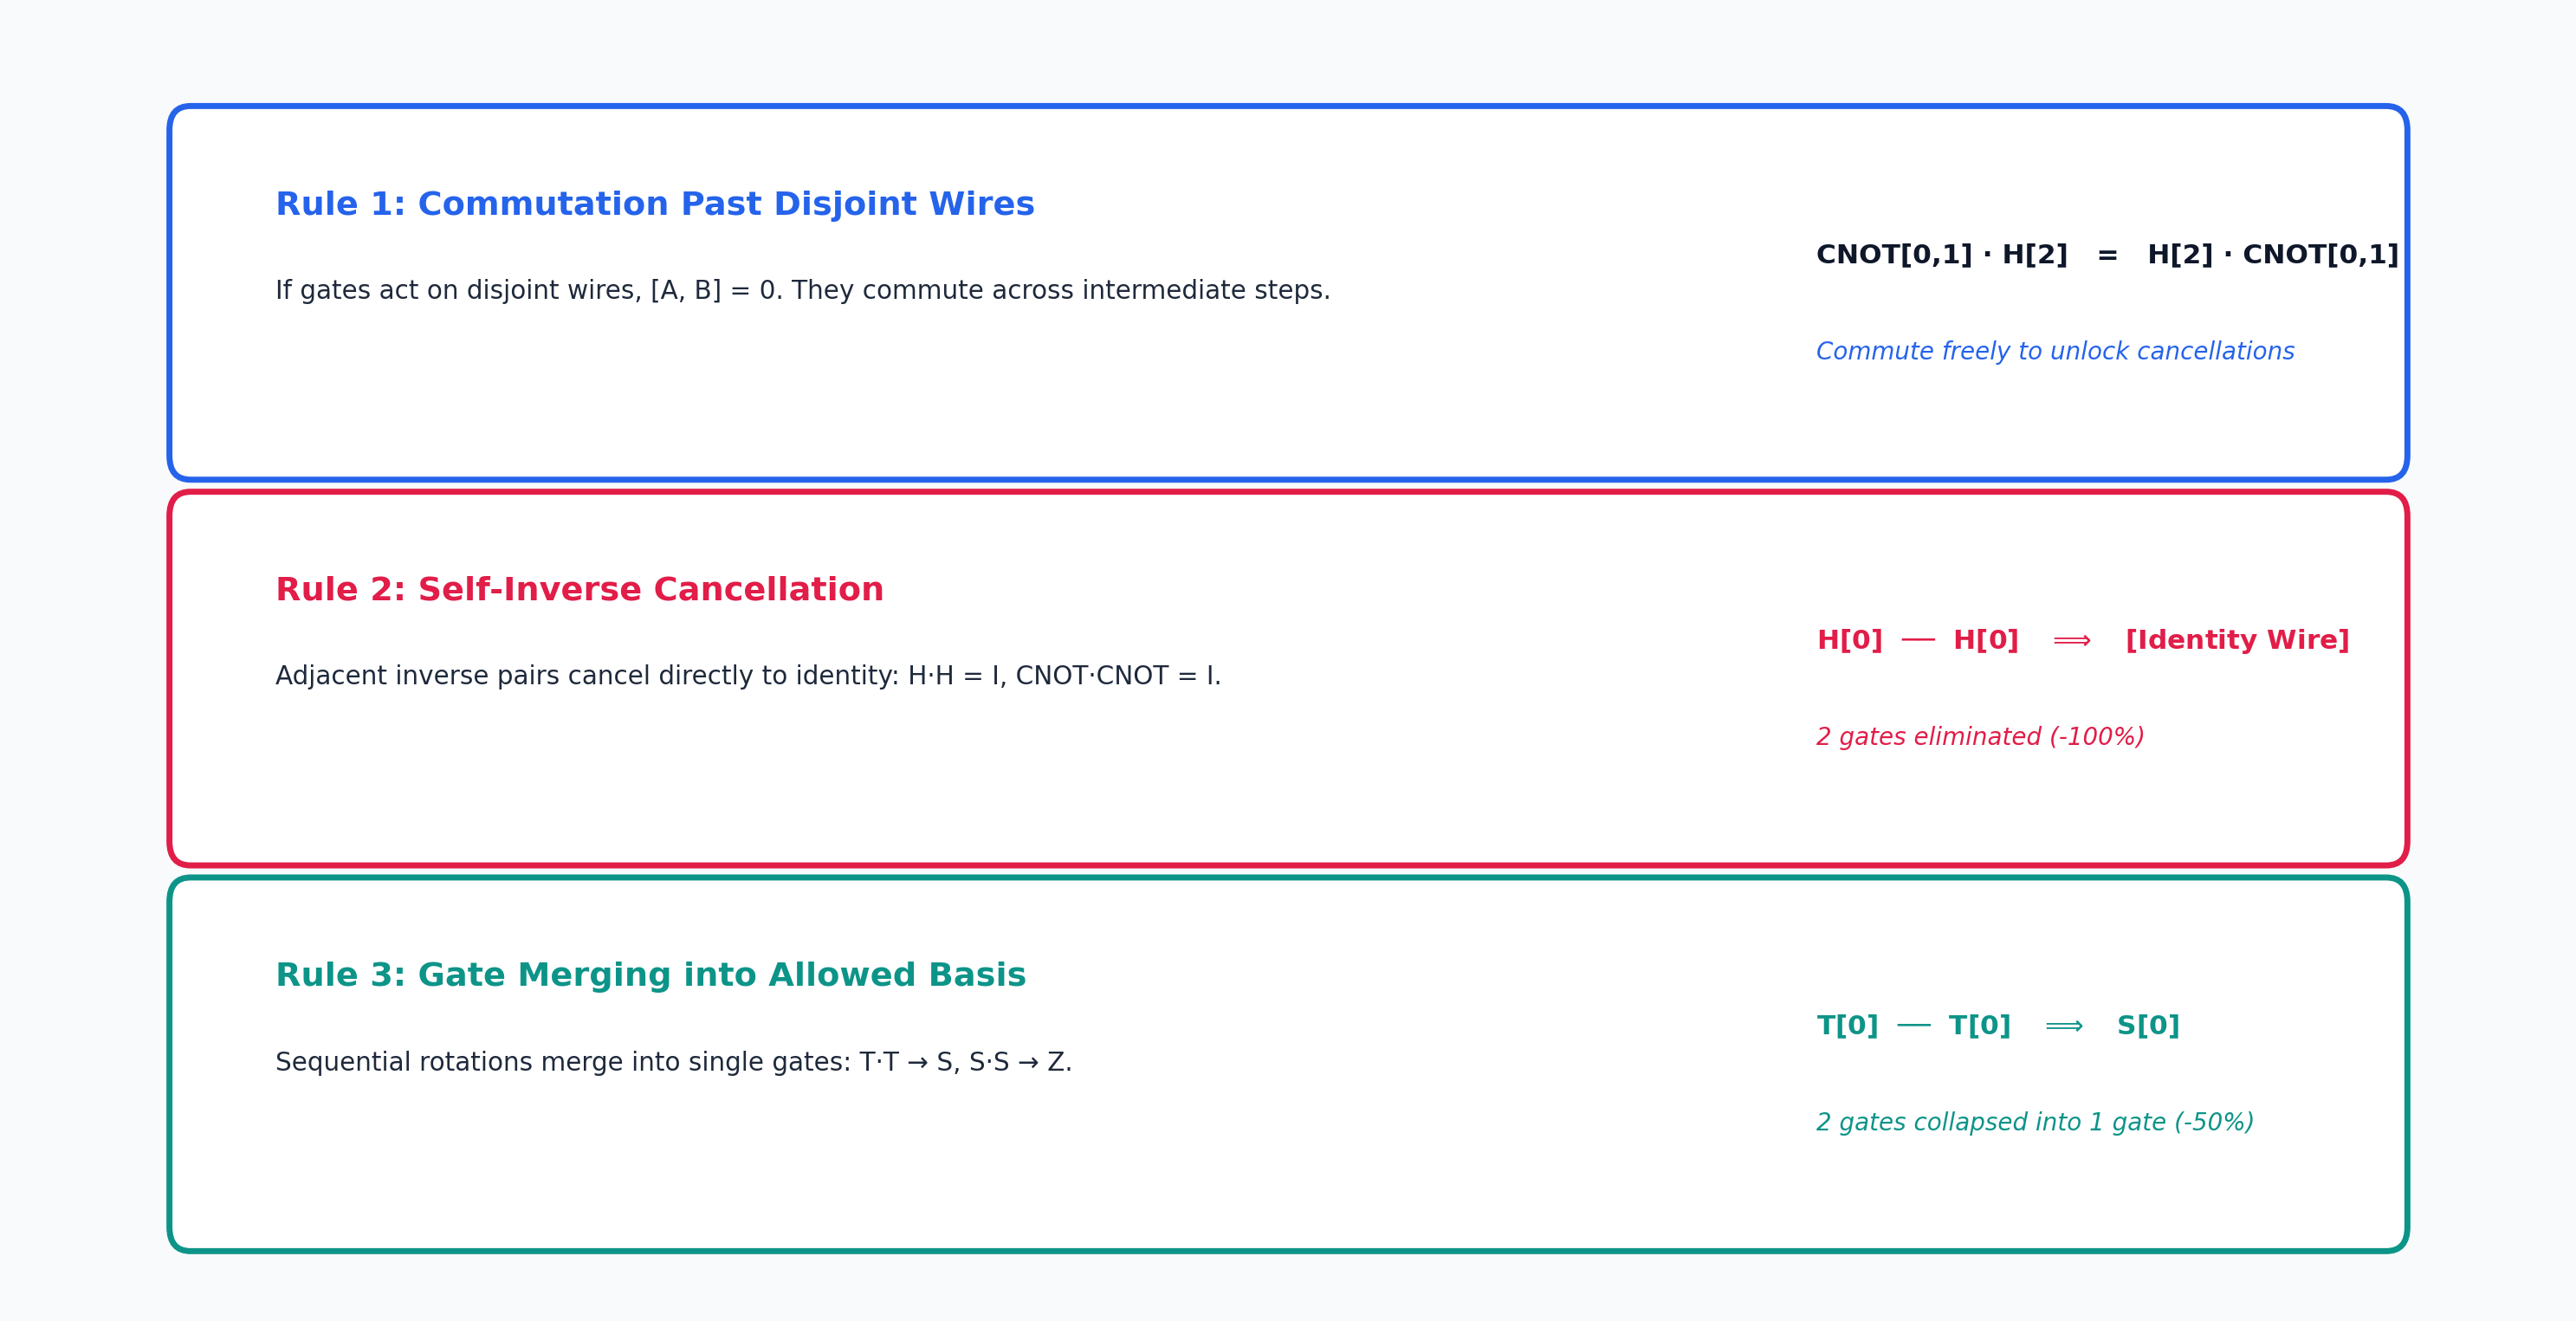 Rule 1: Commutation Past Disjoint Wires
CNOT[0,1] · H[2] = H[2] · CNOT[0,1]
If gates act on disjoint wires, [A, B] = 0. They commute across intermediate steps.
Commute freely to unlock cancellations
Rule 2: Self-Inverse Cancellation
H[0] — H[0] ⟹ [Identity Wire]
Adjacent inverse pairs cancel directly to identity: H·H = I, CNOT·CNOT = I.
2 gates eliminated (-100%)
Rule 3: Gate Merging into Allowed Basis
T[0] — T[0] ⟹ S[0]
Sequential rotations merge into single gates: T·T → S, S·S → Z.
2 gates collapsed into 1 gate (-50%)